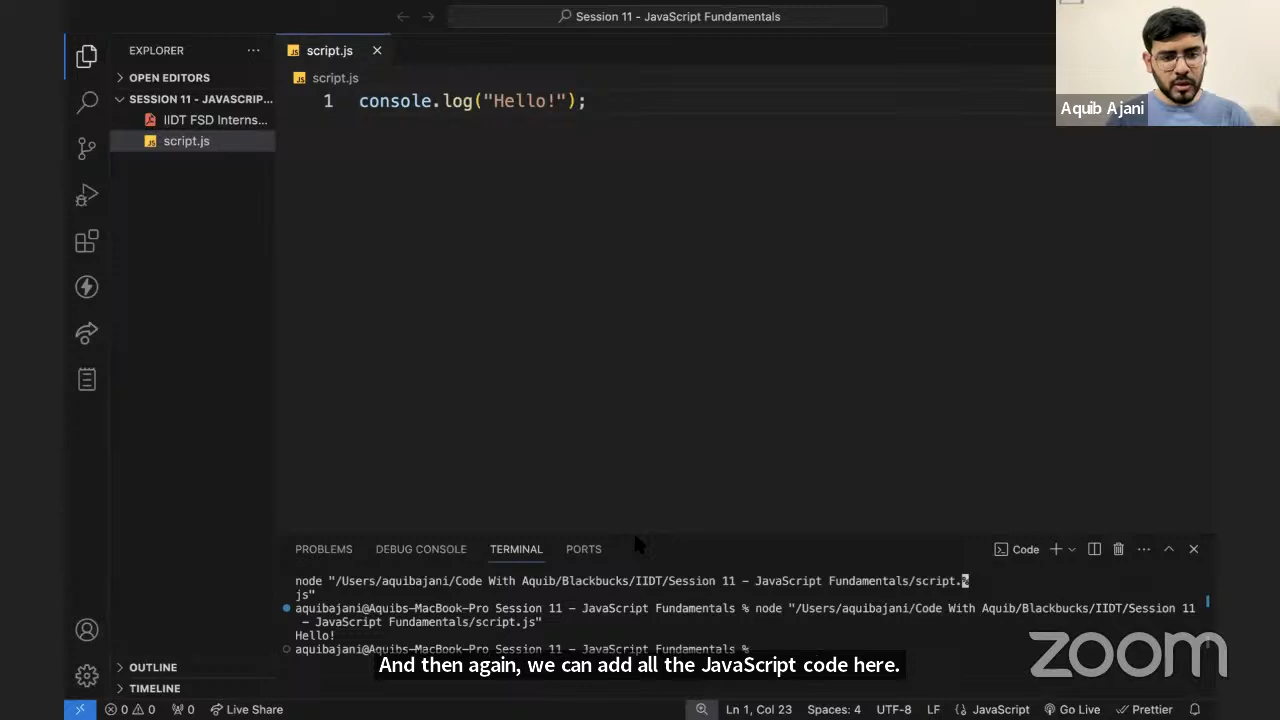 Session 11 - JavaScript Fundamentals
EXPLORER
script.js
Aquib Ajani
OPEN EDITORS
SESSION 11 - JAVASCRIP...
IIDT FSD Interns...
script.js
script.js
1 console.log("Hello!");
PROBLEMS DEBUG CONSOLE TERMINAL PORTS
Code
node "/Users/aquibajani/Code With Aquib/Blackbucks/IIDT/Session 11 - JavaScript Fundamentals/script.%
js"
aquibajani@Aquibs-MacBook-Pro Session 11 - JavaScript Fundamentals % node "/Users/aquibajani/Code With Aquib/Blackbucks/IIDT/Session 11
- JavaScript Fundamentals/script.js"
Hello!
aquibajani@Aquibs-MacBook-Pro Session 11 - JavaScript Fundamentals %
And then again, we can add all the JavaScript code here.
zoom
OUTLINE
TIMELINE
0 0 0 Live Share Ln 1, Col 23 Spaces: 4 UTF-8 LF {} JavaScript Go Live Prettier